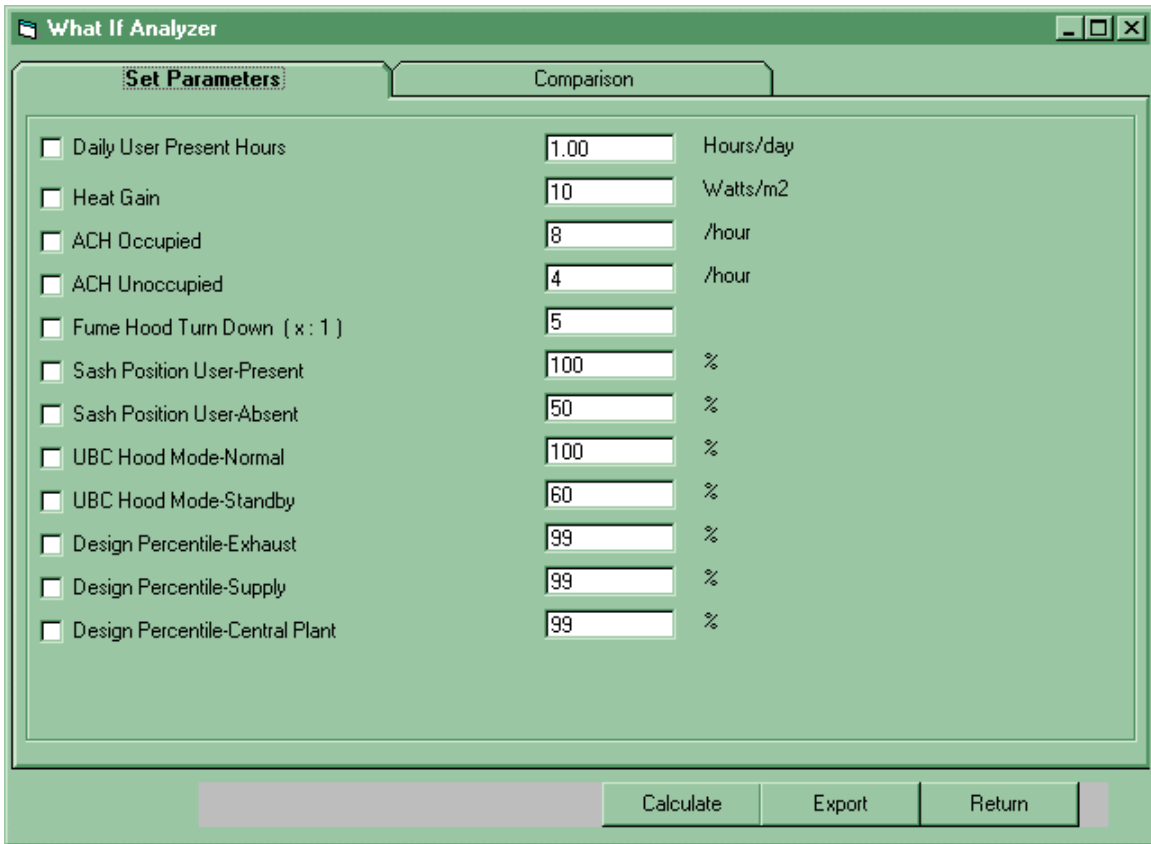 What If Analyzer
Set Parameters Comparison
Daily User Present Hours 1.00 Hours/day
Heat Gain 10 Watts/m2
ACH Occupied 8 /hour
ACH Unoccupied 4 /hour
Fume Hood Turn Down ( x : 1 ) 5
Sash Position User-Present 100 %
Sash Position User-Absent 50 %
UBC Hood Mode-Normal 100 %
UBC Hood Mode-Standby 60 %
Design Percentile-Exhaust 99 %
Design Percentile-Supply 99 %
Design Percentile-Central Plant 99 %
Calculate Export Return